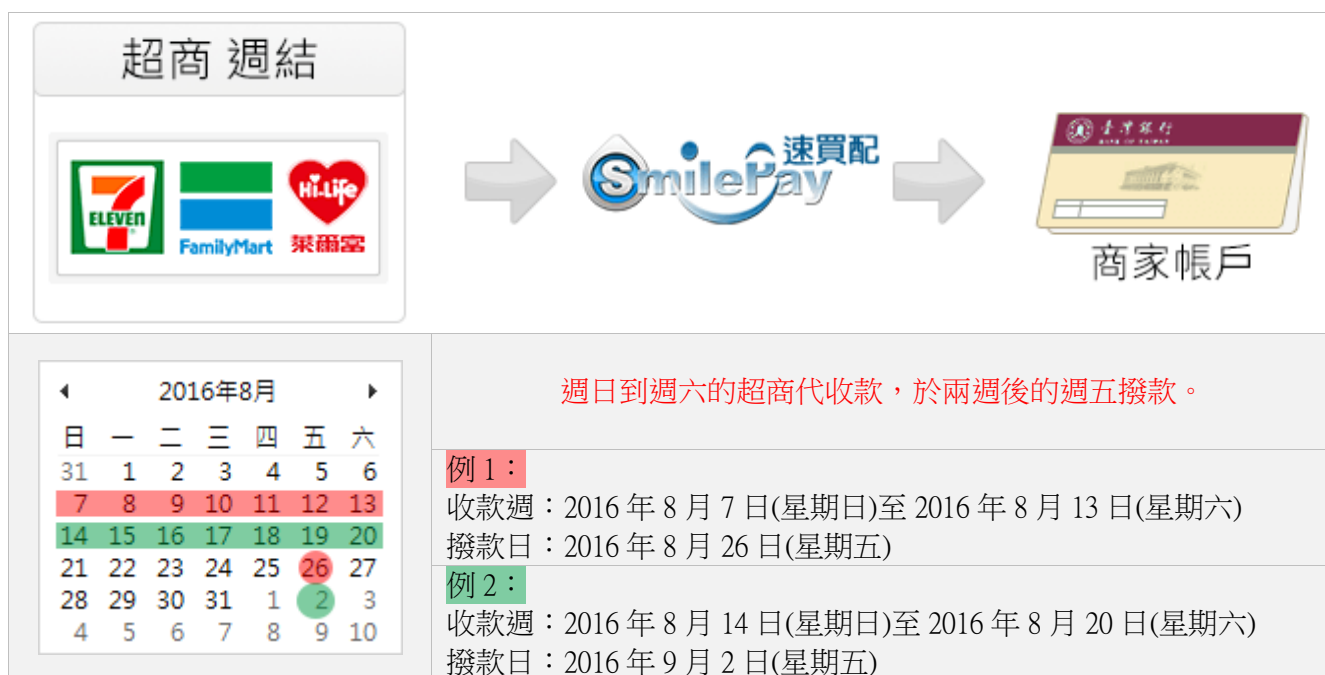 超商 週結
ELEVEN
FamilyMart
Hi-Life
萊爾富
SmilePay
速買配
臺灣銀行
BANK OF TAIWAN
商家帳戶
2016年8月
日 一 二 三 四 五 六
31 1 2 3 4 5 6
7 8 9 10 11 12 13
14 15 16 17 18 19 20
21 22 23 24 25 26 27
28 29 30 31 1 2 3
4 5 6 7 8 9 10
週日到週六的超商代收款，於兩週後的週五撥款。
例 1：
收款週：2016 年 8 月 7 日(星期日)至 2016 年 8 月 13 日(星期六)
撥款日：2016 年 8 月 26 日(星期五)
例 2：
收款週：2016 年 8 月 14 日(星期日)至 2016 年 8 月 20 日(星期六)
撥款日：2016 年 9 月 2 日(星期五)